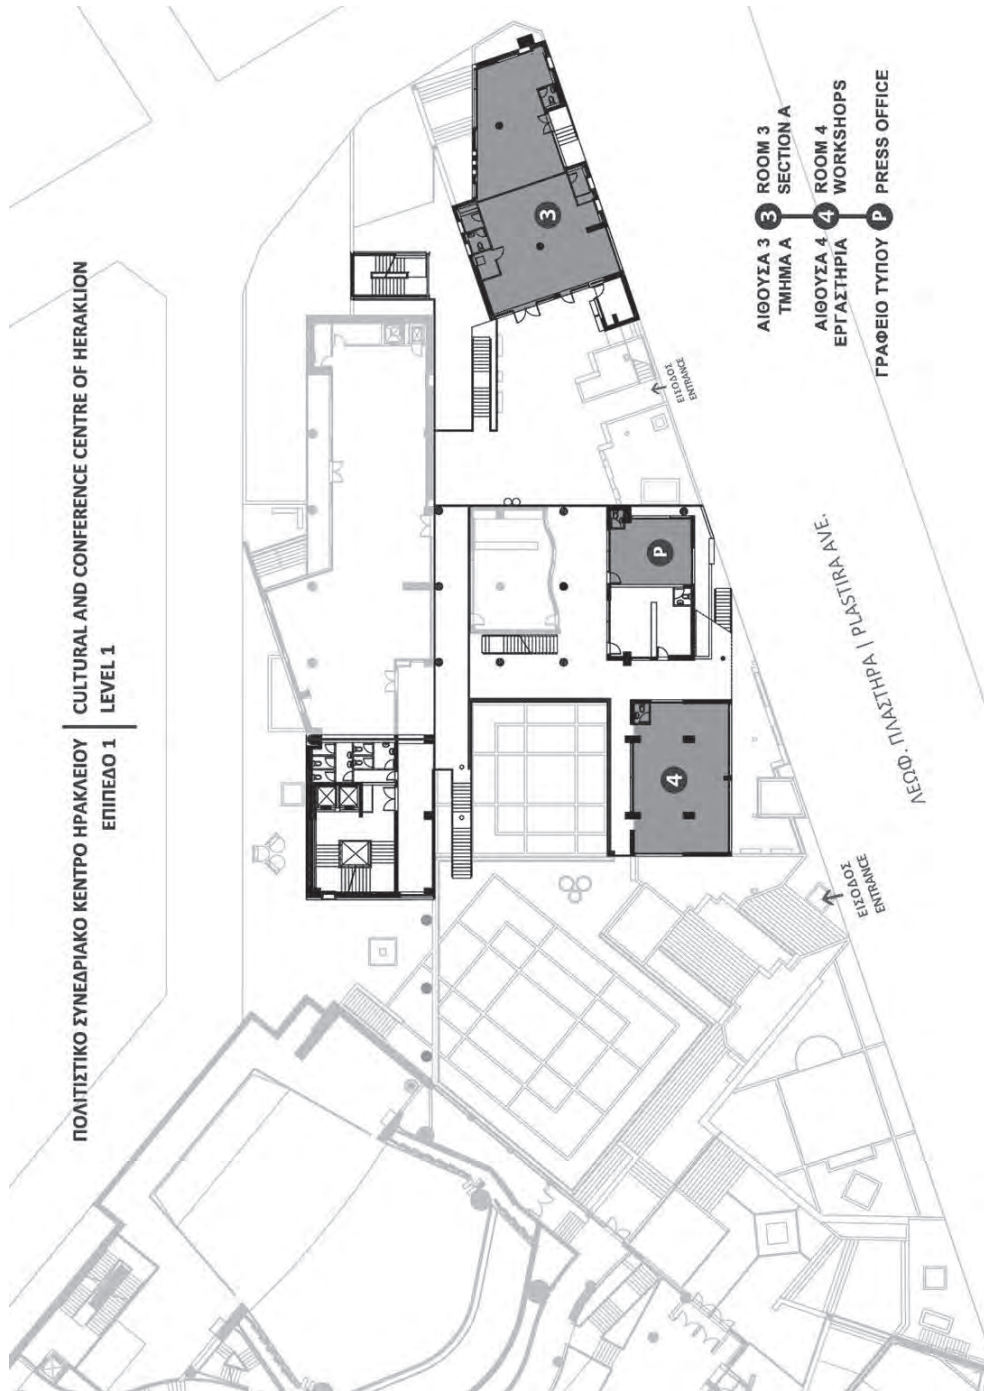 ΠΟΛΙΤΙΣΤΙΚΟ ΣΥΝΕΔΡΙΑΚΟ ΚΕΝΤΡΟ ΗΡΑΚΛΕΙΟΥ
ΕΠΙΠΕΔΟ 1
CULTURAL AND CONFERENCE CENTRE OF HERAKLION
LEVEL 1
ΑΙΘΟΥΣΑ 3 3 ROOM 3
ΤΜΗΜΑ Α SECTION A
ΑΙΘΟΥΣΑ 4 4 ROOM 4
ΕΡΓΑΣΤΗΡΙΑ WORKSHOPS
ΓΡΑΦΕΙΟ ΤΥΠΟΥ P PRESS OFFICE
3
P
4
ΕΙΣΟΔΟΣ
ENTRANCE
ΕΙΣΟΔΟΣ
ENTRANCE
ΛΕΩΦ. ΠΛΑΣΤΗΡΑ | PLASTIRA AVE.